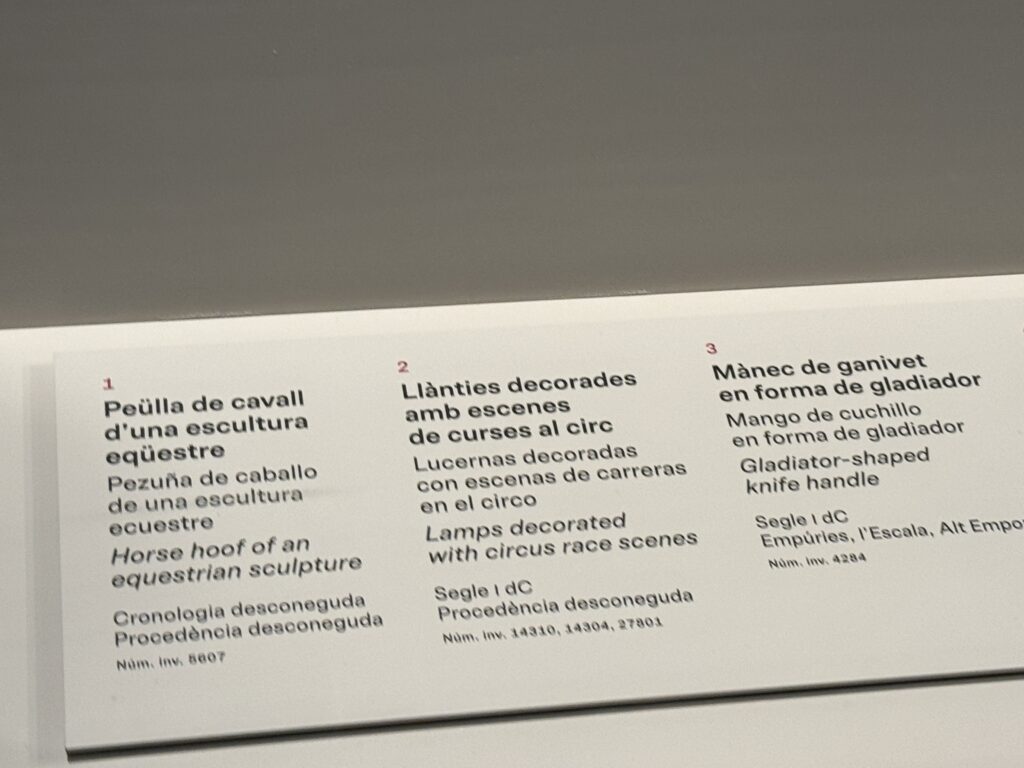 1
Peülla de cavall
d'una escultura
eqüestre
Pezuña de caballo
de una escultura
ecuestre
Horse hoof of an
equestrian sculpture
Cronologia desconeguda
Procedència desconeguda
Núm. inv. 8607
2
Llànties decorades
amb escenes
de curses al circ
Lucernas decoradas
con escenas de carreras
en el circo
Lamps decorated
with circus race scenes
Segle I dC
Procedència desconeguda
Núm. inv. 14310, 14304, 27801
3
Mànec de ganivet
en forma de gladiador
Mango de cuchillo
en forma de gladiador
Gladiator-shaped
knife handle
Segle I dC
Empúries, l'Escala, Alt
Núm. inv. 4284